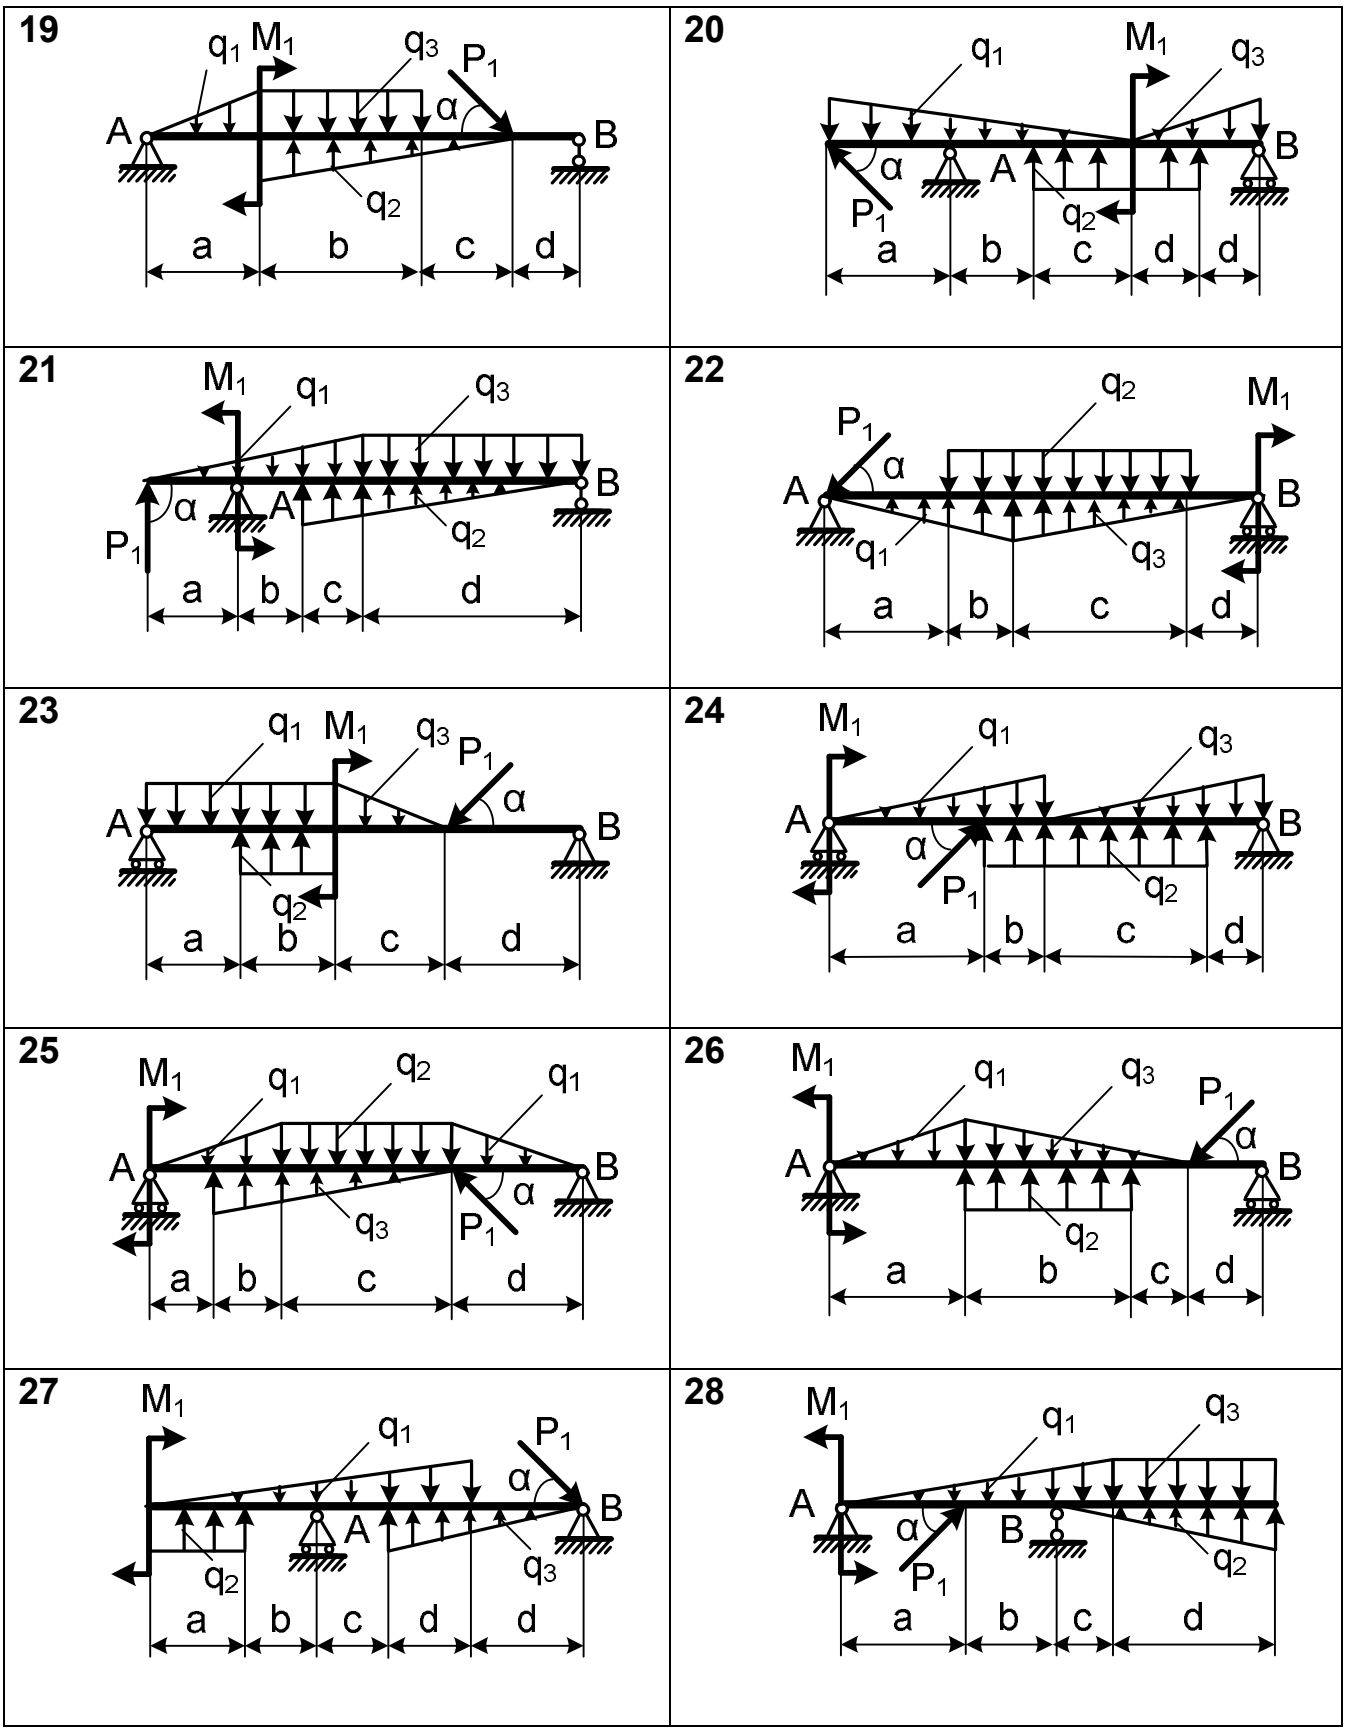 19
q1 M1 q3 P1
α
A B
q2
a b c d
20
q1 M1 q3
α A B
P1 q2
a b c d d
21
M1 q1 q3
α A B
P1 q2
a b c d
22
P1 q2 M1
α
A B
q1 q3
a b c d
23
q1 M1 q3 P1
α
A B
q2
a b c d
24
M1 q1 q3
A B
α
P1 q2
a b c d
25
M1 q1 q2 q1
A B
α
q3 P1
a b c d
26
M1 q1 q3 P1
α
A B
q2
a b c d
27
M1 q1 P1
α
A B
q2 q3
a b c d d
28
M1 q1 q3
A
α B
P1 q2
a b c d